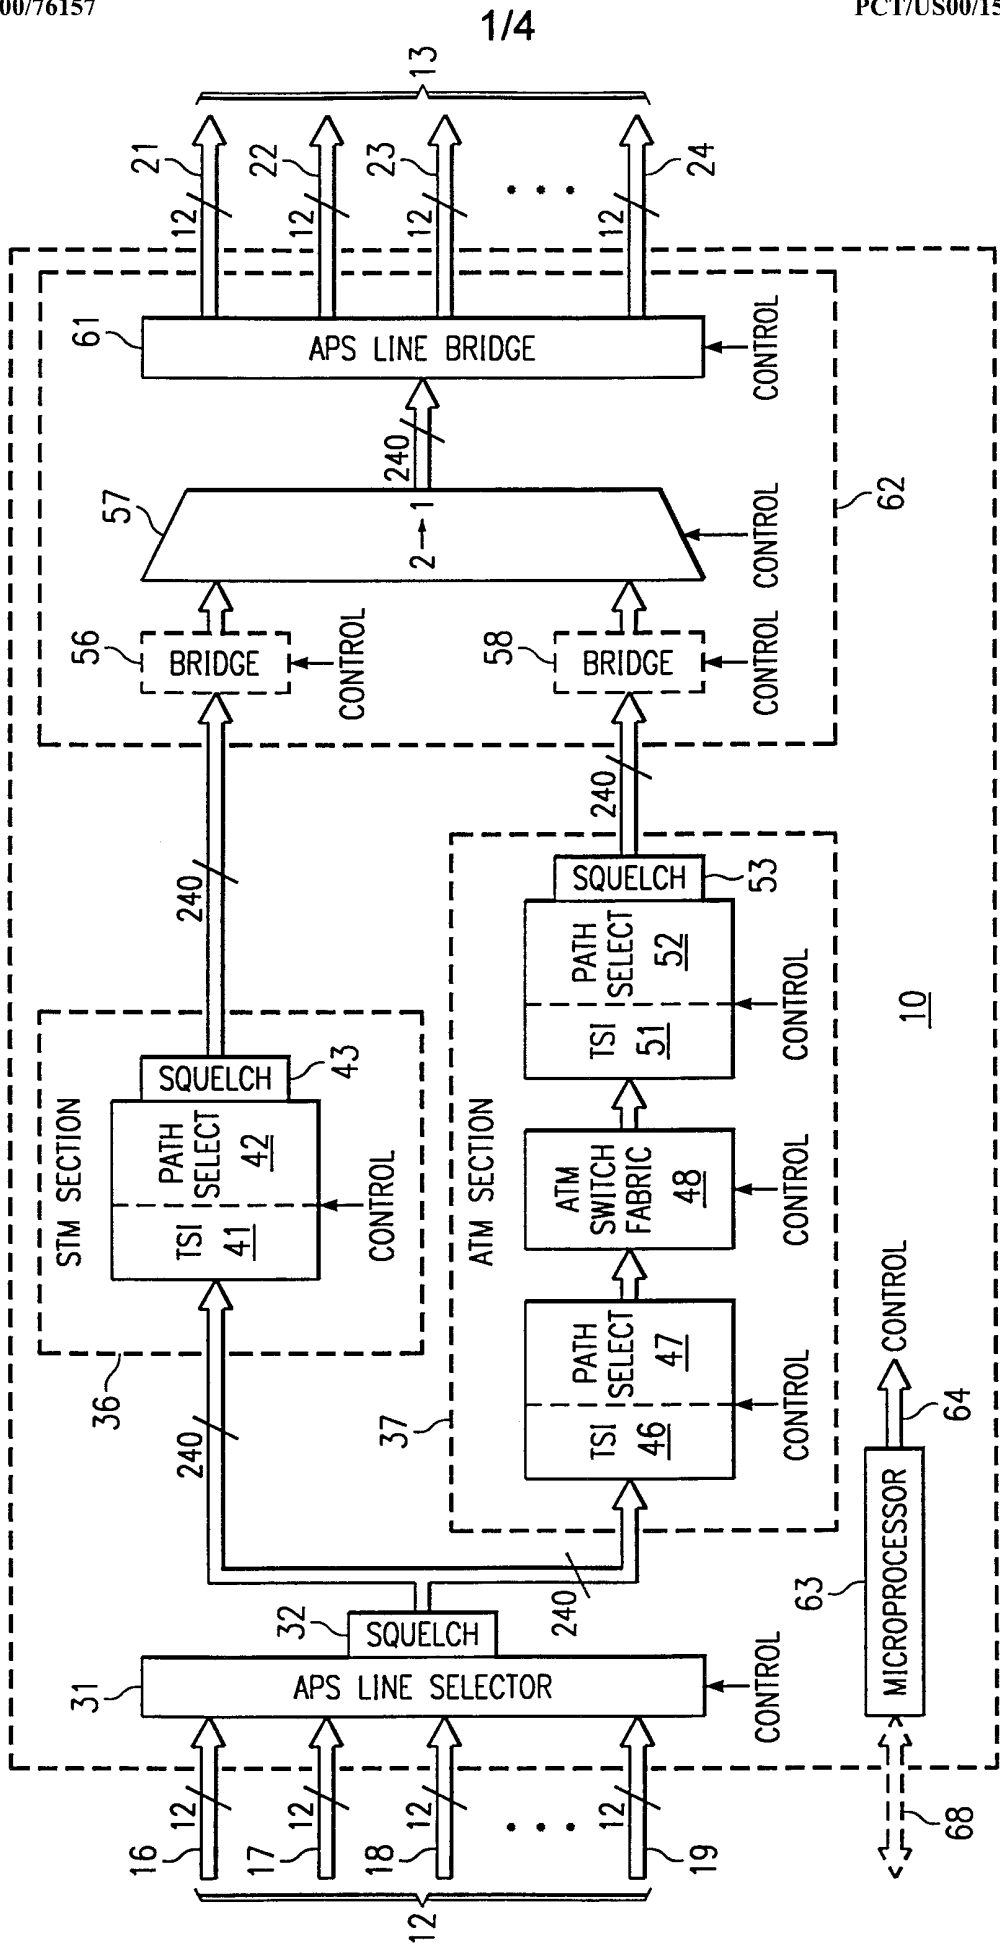 00/76157
PCT/US00/15
1/4
13
21
22
23
24
12
12
12
12
61
APS LINE BRIDGE
CONTROL
240
57
2→1
CONTROL
62
56
BRIDGE
CONTROL
58
BRIDGE
CONTROL
240
240
STM SECTION
SQUELCH
43
PATH
SELECT
42
TSI
41
CONTROL
36
240
ATM SECTION
SQUELCH
53
PATH
SELECT
52
TSI
51
CONTROL
ATM
SWITCH
FABRIC
48
CONTROL
PATH
SELECT
47
TSI
46
CONTROL
37
10
240
32
SQUELCH
31
APS LINE SELECTOR
CONTROL
63
MICROPROCESSOR
64
CONTROL
68
16
17
18
19
12
12
12
12
12